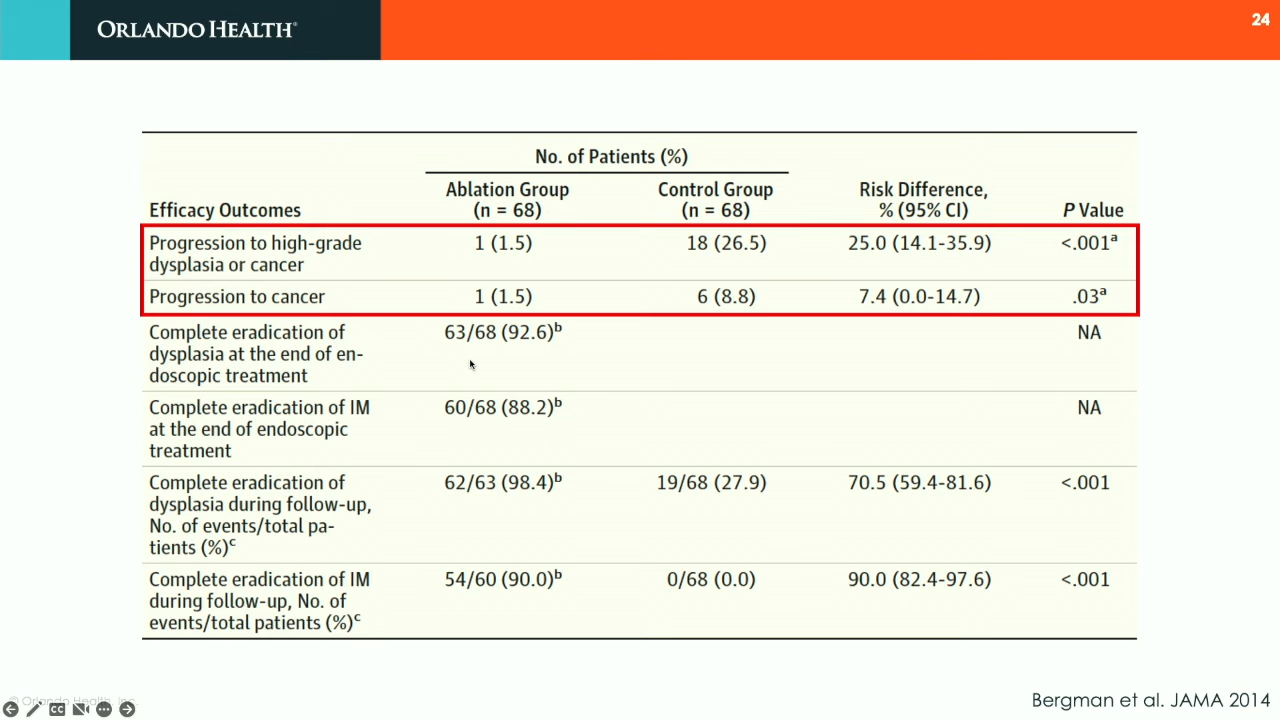 ORLANDO HEALTH®
24
No. of Patients (%)
Efficacy Outcomes
Ablation Group
(n = 68)
Control Group
(n = 68)
Risk Difference,
% (95% CI)
P Value
Progression to high-grade
dysplasia or cancer
1 (1.5)
18 (26.5)
25.0 (14.1-35.9)
<.001a
Progression to cancer
1 (1.5)
6 (8.8)
7.4 (0.0-14.7)
.03a
Complete eradication of
dysplasia at the end of en-
doscopic treatment
63/68 (92.6)b
NA
Complete eradication of IM
at the end of endoscopic
treatment
60/68 (88.2)b
NA
Complete eradication of
dysplasia during follow-up,
No. of events/total pa-
tients (%)c
62/63 (98.4)b
19/68 (27.9)
70.5 (59.4-81.6)
<.001
Complete eradication of IM
during follow-up, No. of
events/total patients (%)c
54/60 (90.0)b
0/68 (0.0)
90.0 (82.4-97.6)
<.001
© Orlando Health, Inc.
CC
Bergman et al. JAMA 2014